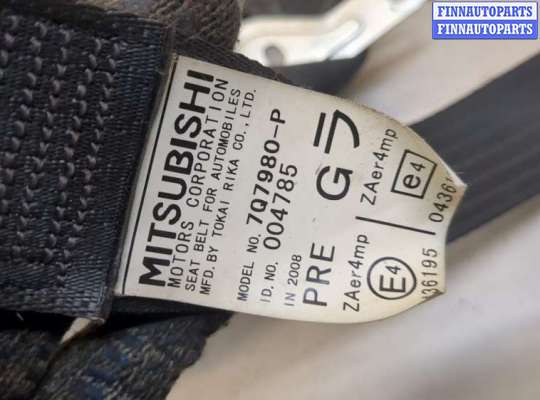 FINNAUTOPARTS
FINNAUTOPARTS
MITSUBISHI
MOTORS CORPORATION
SEAT BELT FOR AUTOMOBILES
MFD. BY TOKAI RIKA CO., LTD.
MODEL NO. 7Q7980-P
ID. NO. 004785
IN 2008
PRE G ラ
ZAer4mp ZAer4mp
E4 e4
36195 0436